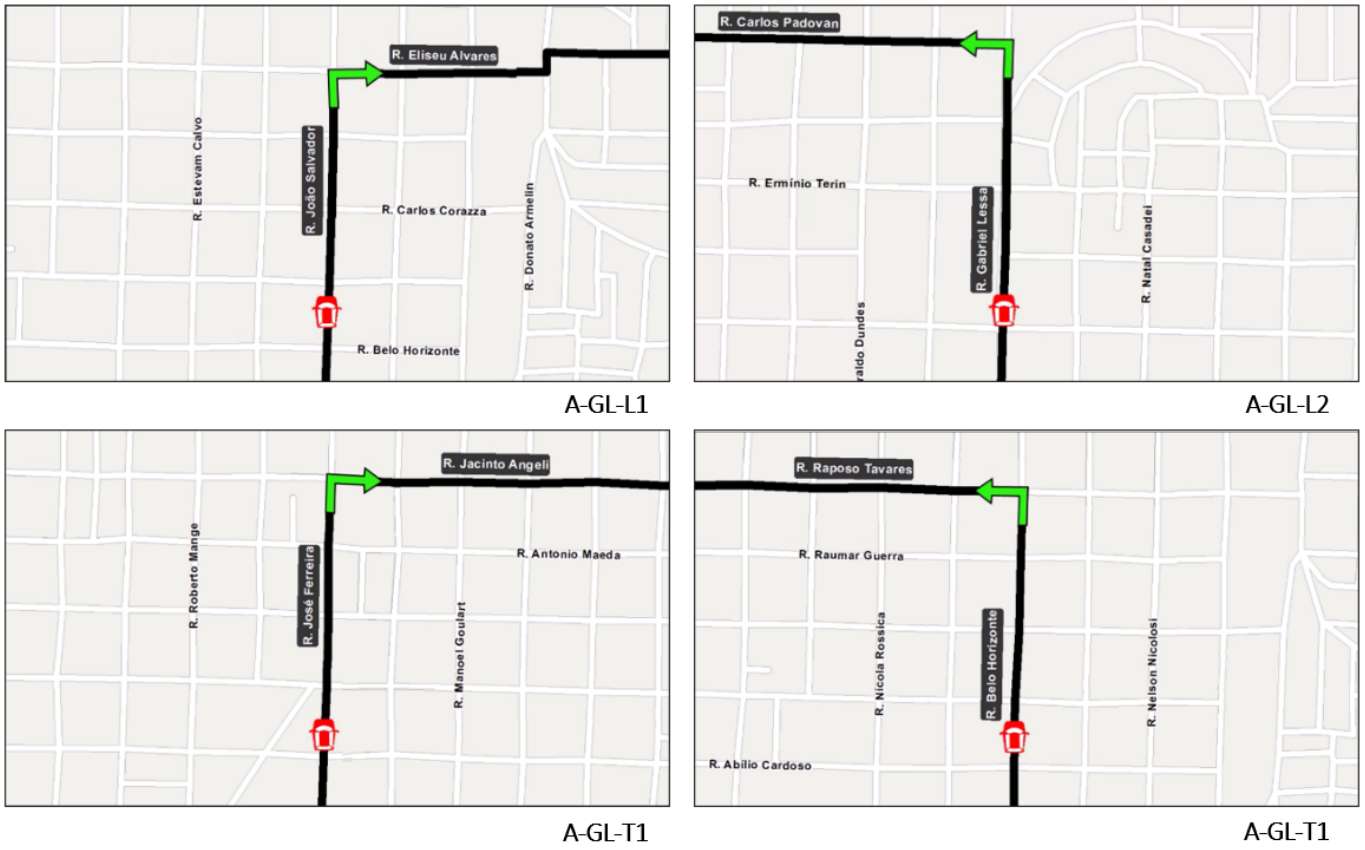 R. Eliseu Alvares
R. Estevam Calvo
R. João Salvador
R. Carlos Corazza
R. Donato Armelin
R. Belo Horizonte
A-GL-L1
R. Carlos Padovan
R. Ermínio Terin
R. Gabriel Lessa
R. Natal Casadei
raldo Dundes
A-GL-L2
R. Jacinto Angeli
R. Roberto Mange
R. José Ferreira
R. Antonio Maeda
R. Manoel Goulart
A-GL-T1
R. Raposo Tavares
R. Raumar Guerra
R. Nicola Rossica
R. Belo Horizonte
R. Nelson Nicolosi
R. Abílio Cardoso
A-GL-T1